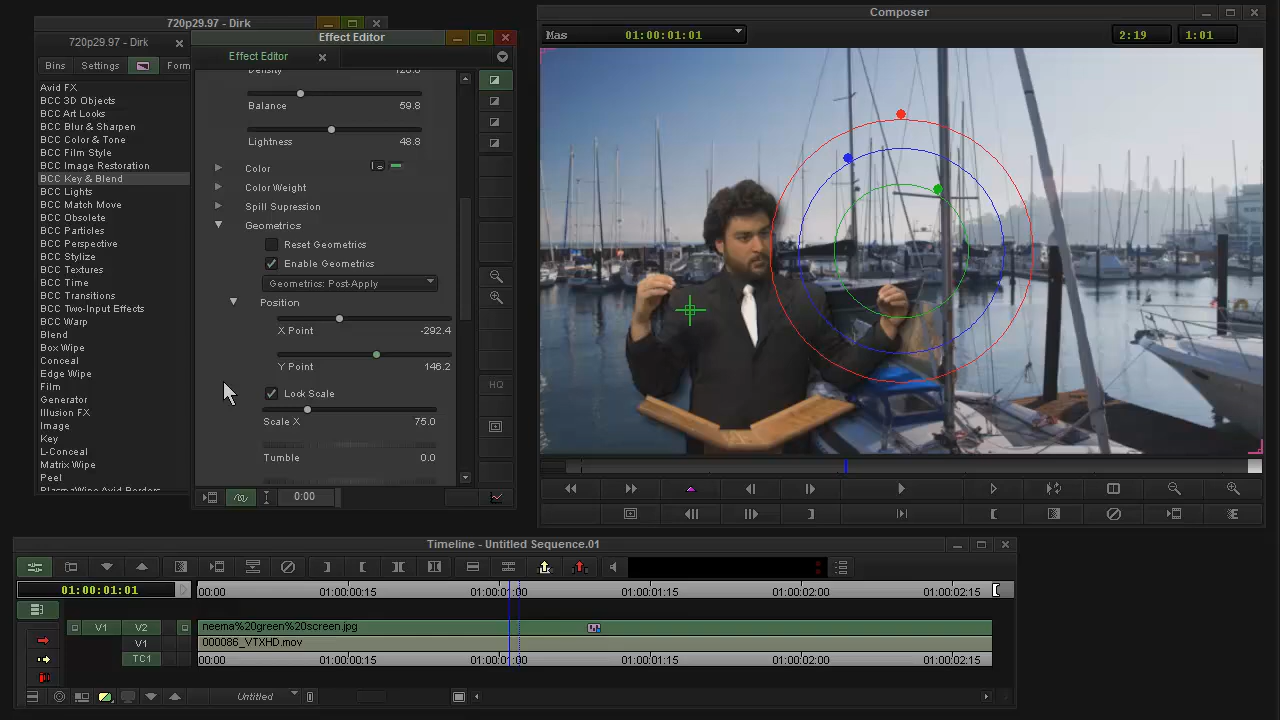 720p29.97 - Dirk
720p29.97 - Dirk
Bins
Settings
Form
Avid FX
BCC 3D Objects
BCC Art Looks
BCC Blur & Sharpen
BCC Color & Tone
BCC Film Style
BCC Image Restoration
BCC Key & Blend
BCC Lights
BCC Match Move
BCC Obsolete
BCC Particles
BCC Perspective
BCC Stylize
BCC Textures
BCC Time
BCC Transitions
BCC Two-Input Effects
BCC Warp
Blend
Box Wipe
Conceal
Edge Wipe
Film
Generator
Illusion FX
Image
Key
L-Conceal
Matrix Wipe
Peel
PlasmaWipe Avid Borders
Effect Editor
Effect Editor
Density
Balance 59.8
Lightness 48.8
Color
Color Weight
Spill Supression
Geometrics
Reset Geometrics
Enable Geometrics
Geometrics: Post-Apply
Position
X Point -292.4
Y Point 146.2
Lock Scale
Scale X 75.0
Tumble 0.0
HQ
0:00
Composer
Mas 01:00:01:01 2:19 1:01
Timeline - Untitled Sequence.01
01:00:01:01
00:00 01:00:00:15 01:00:01:00 01:00:01:15 01:00:02:00 01:00:02:15
V1 V2 neema%20green%20screen.jpg
V1 000086_VTXHD.mov
TC1 00:00 01:00:00:15 01:00:01:00 01:00:01:15 01:00:02:00 01:00:02:15
Untitled